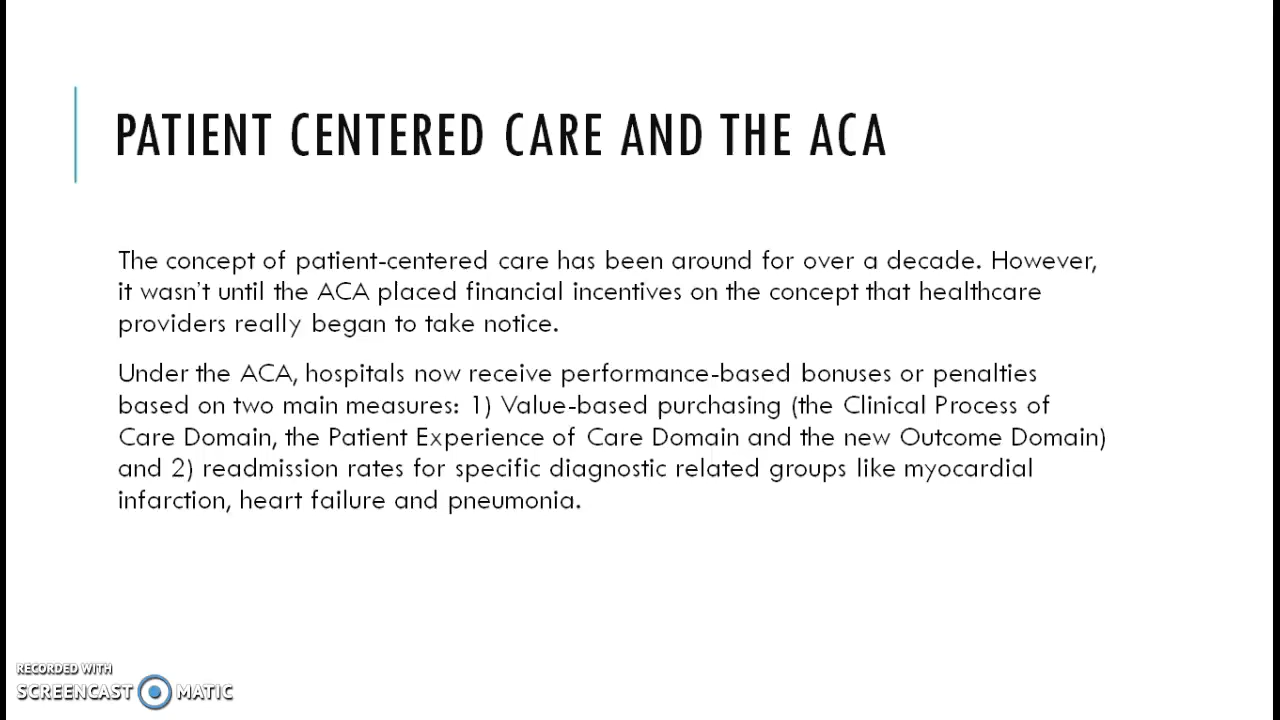 PATIENT CENTERED CARE AND THE ACA
The concept of patient-centered care has been around for over a decade. However,
it wasn't until the ACA placed financial incentives on the concept that healthcare
providers really began to take notice.
Under the ACA, hospitals now receive performance-based bonuses or penalties
based on two main measures: 1) Value-based purchasing (the Clinical Process of
Care Domain, the Patient Experience of Care Domain and the new Outcome Domain)
and 2) readmission rates for specific diagnostic related groups like myocardial
infarction, heart failure and pneumonia.
RECORDED WITH
SCREENCAST MATIC